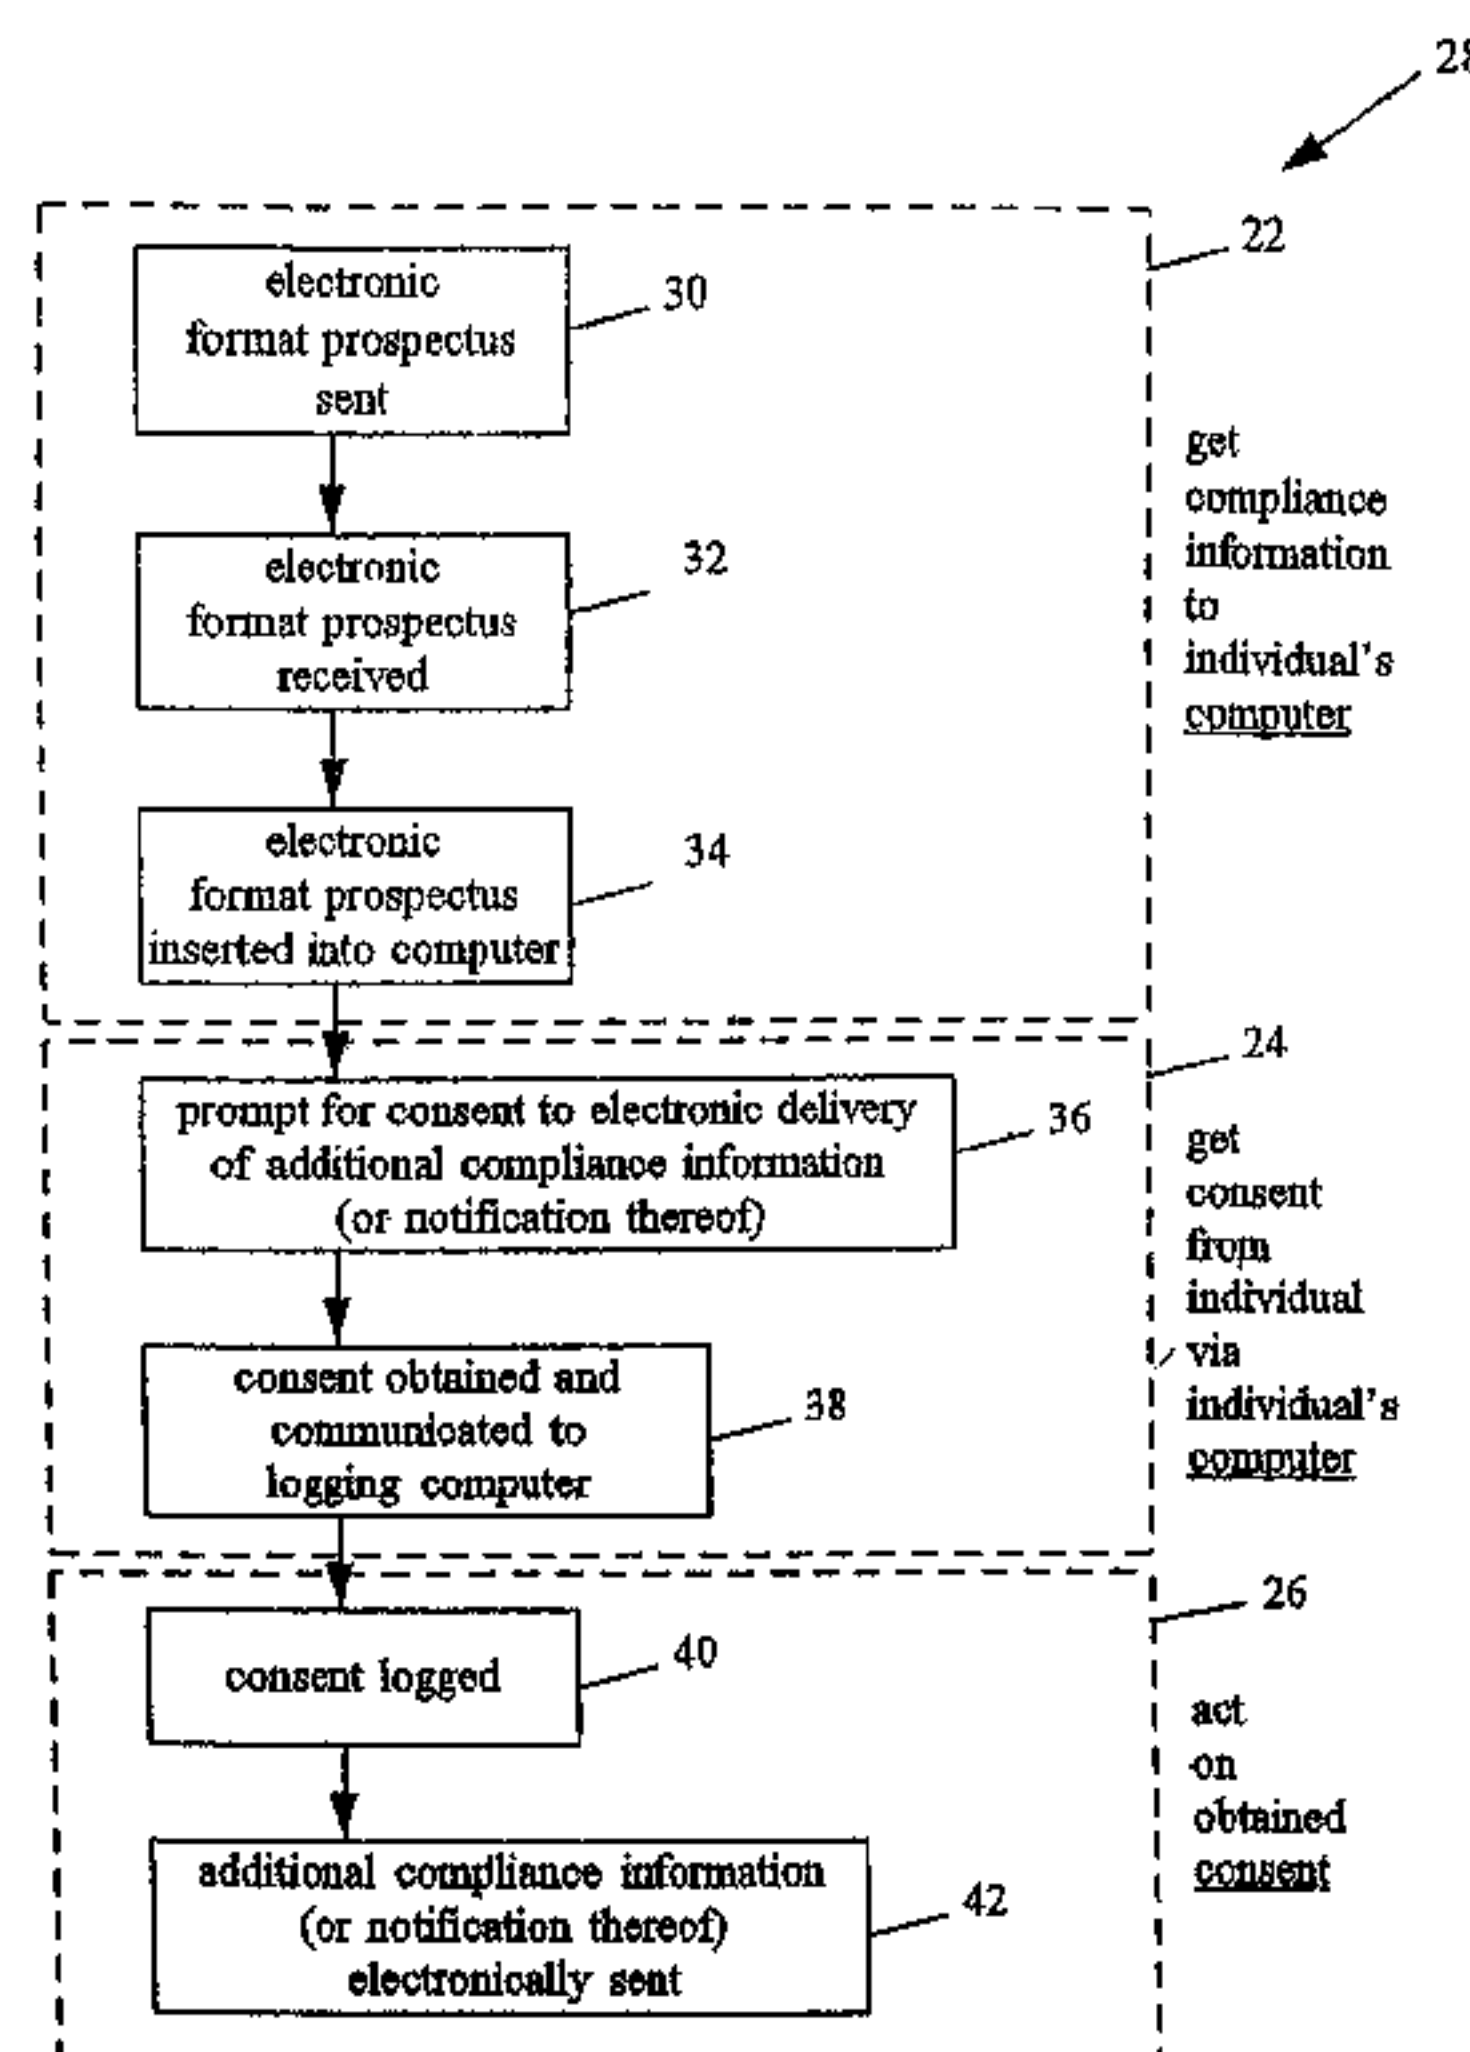 28
22
electronic
format prospectus
sent
30
get
compliance
information
to
individual's
computer
electronic
format prospectus
received
32
electronic
format prospectus
inserted into computer
34
24
prompt for consent to electronic delivery
of additional compliance information
(or notification thereof)
36
get
consent
from
individual
via
individual's
computer
consent obtained and
communicated to
logging computer
38
26
consent logged
40
act
on
obtained
consent
additional compliance information
(or notification thereof)
electronically sent
42